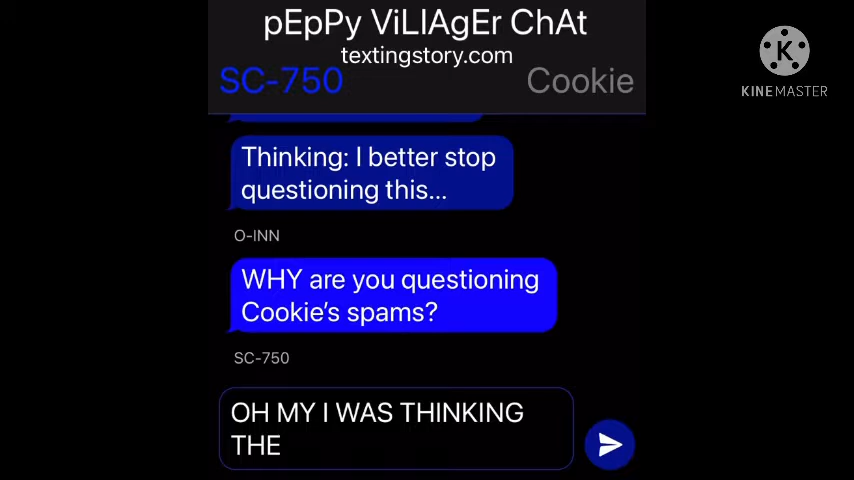 pEpPy ViLlAgEr ChAt
textingstory.com
SC-750
Cookie
KINEMASTER
Thinking: I better stop
questioning this...
O-INN
WHY are you questioning
Cookie's spams?
SC-750
OH MY I WAS THINKING
THE